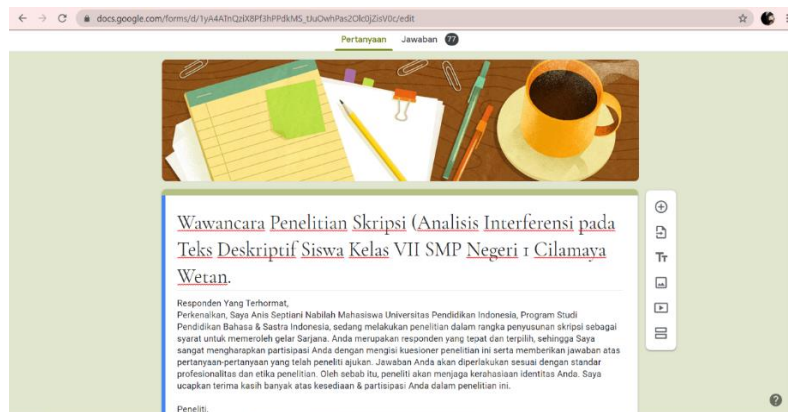 docs.google.com/forms/d/1yA4ATnQziX8Pf3hPPdkMS_tJuOwhPas2Olc0jZisV0c/edit
Pertanyaan Jawaban 77
Wawancara Penelitian Skripsi (Analisis Interferensi pada
Teks Deskriptif Siswa Kelas VII SMP Negeri 1 Cilamaya
Wetan.
Responden Yang Terhormat,
Perkenalkan, Saya Anis Septiani Nabilah Mahasiswa Universitas Pendidikan Indonesia, Program Studi
Pendidikan Bahasa & Sastra Indonesia, sedang melakukan penelitian dalam rangka penyusunan skripsi sebagai
syarat untuk memeroleh gelar Sarjana. Anda merupakan responden yang tepat dan terpilih, sehingga Saya
sangat mengharapkan partisipasi Anda dengan mengisi kuesioner penelitian ini serta memberikan jawaban atas
pertanyaan-pertanyaan yang telah peneliti ajukan. Jawaban Anda akan diperlakukan sesuai dengan standar
profesionalitas dan etika penelitian. Oleh sebab itu, peneliti akan menjaga kerahasiaan identitas Anda. Saya
ucapkan terima kasih banyak atas kesediaan & partisipasi Anda dalam penelitian ini.
Peneliti,
Tт